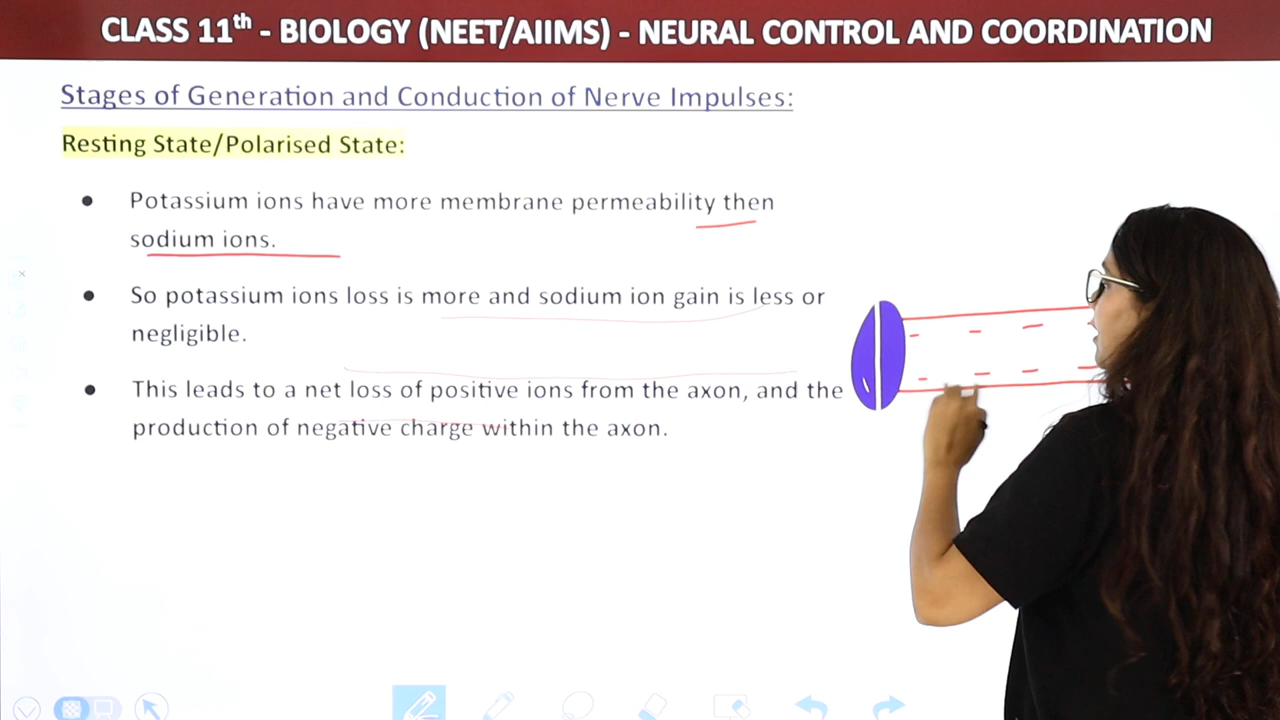 CLASS 11th - BIOLOGY (NEET/AIIMS) - NEURAL CONTROL AND COORDINATION
Stages of Generation and Conduction of Nerve Impulses:
Resting State/Polarised State:
● Potassium ions have more membrane permeability then
sodium ions.
● So potassium ions loss is more and sodium ion gain is less or
negligible.
● This leads to a net loss of positive ions from the axon, and the
production of negative charge within the axon.